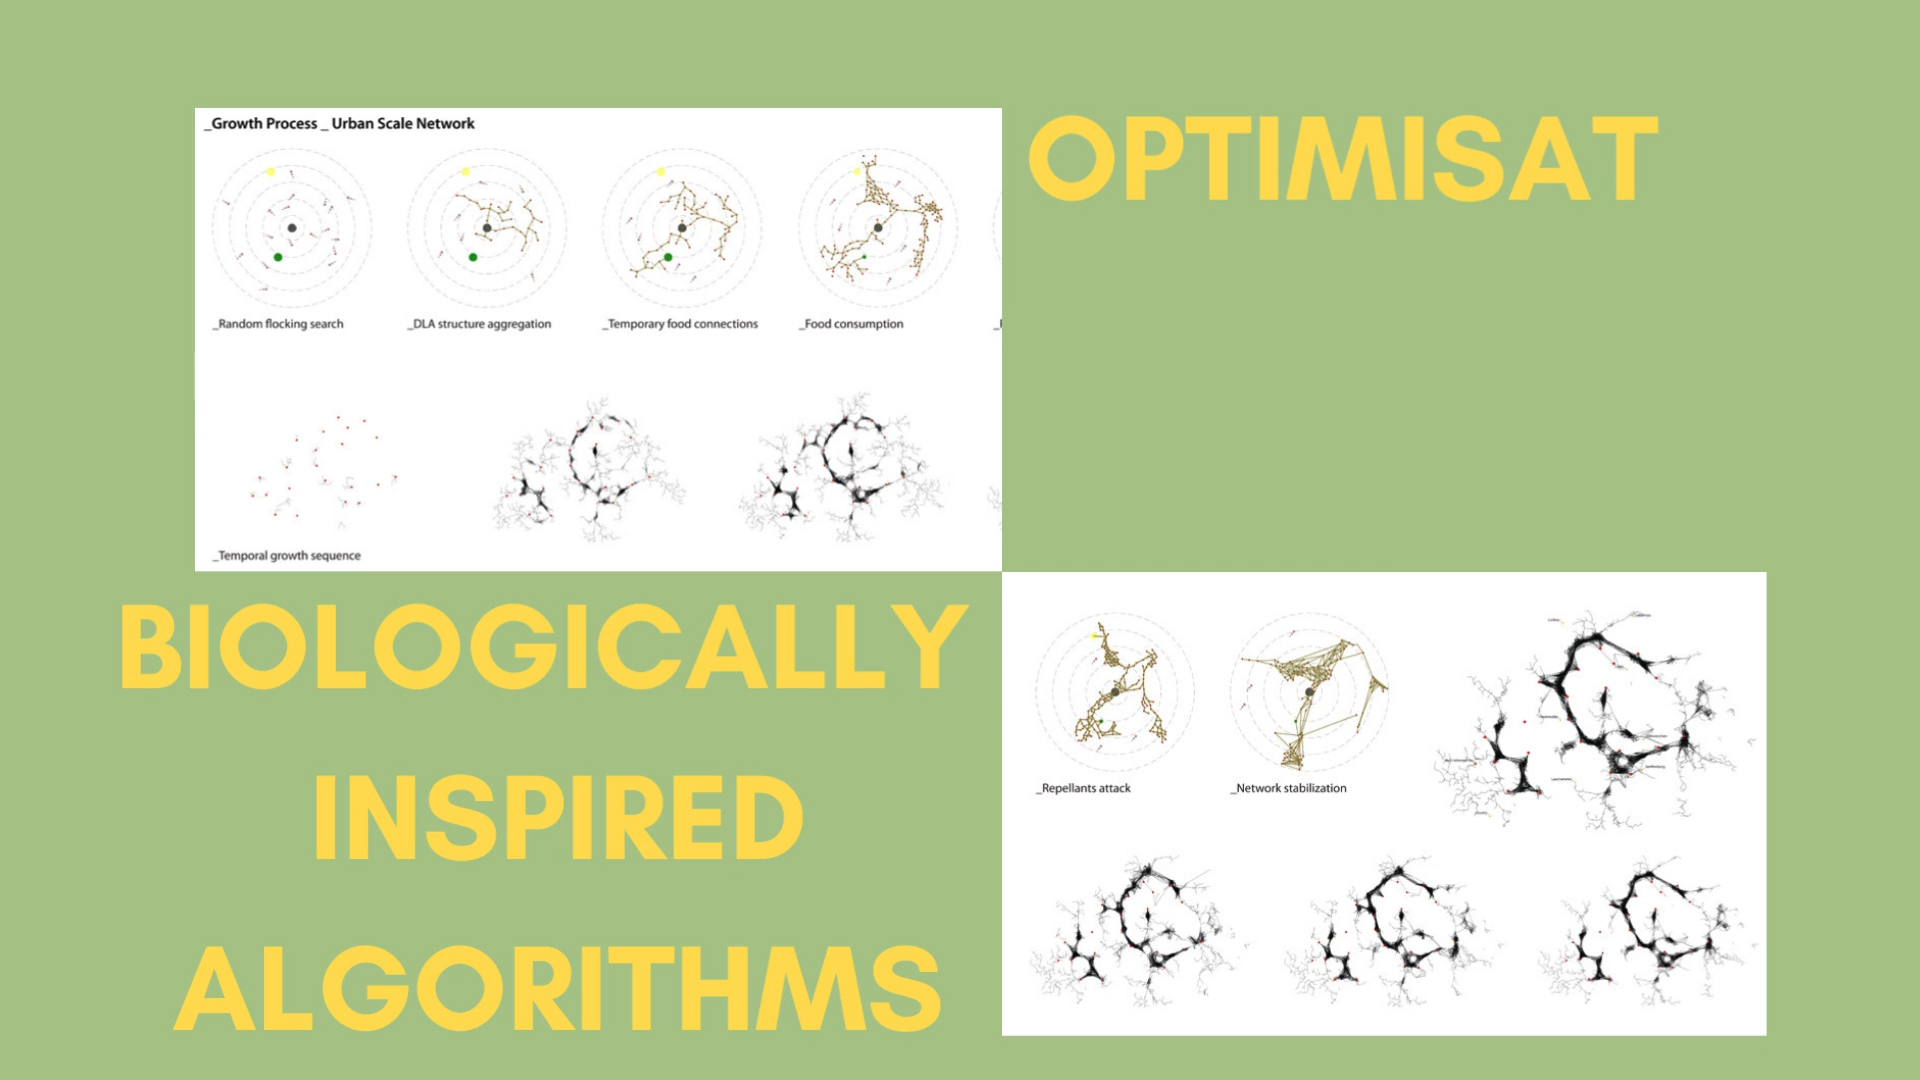 _Growth Process _ Urban Scale Network
_Random flocking search
_DLA structure aggregation
_Temporary food connections
_Food consumption
_Temporal growth sequence
OPTIMISAT
BIOLOGICALLY
INSPIRED
ALGORITHMS
_Repellants attack
_Network stabilization